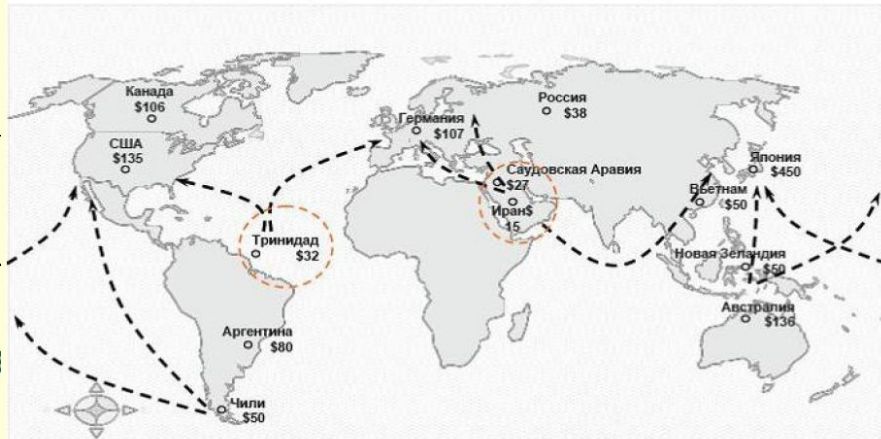 Канада
$106
США
$135
Германия
$107
Россия
$38
Саудовская Аравия
$27
Иран$
15
Япония
$450
Вьетнам
$50
Тринидад
$32
Новая Зеландия
$50
Австралия
$136
Аргентина
$80
Чили
$50